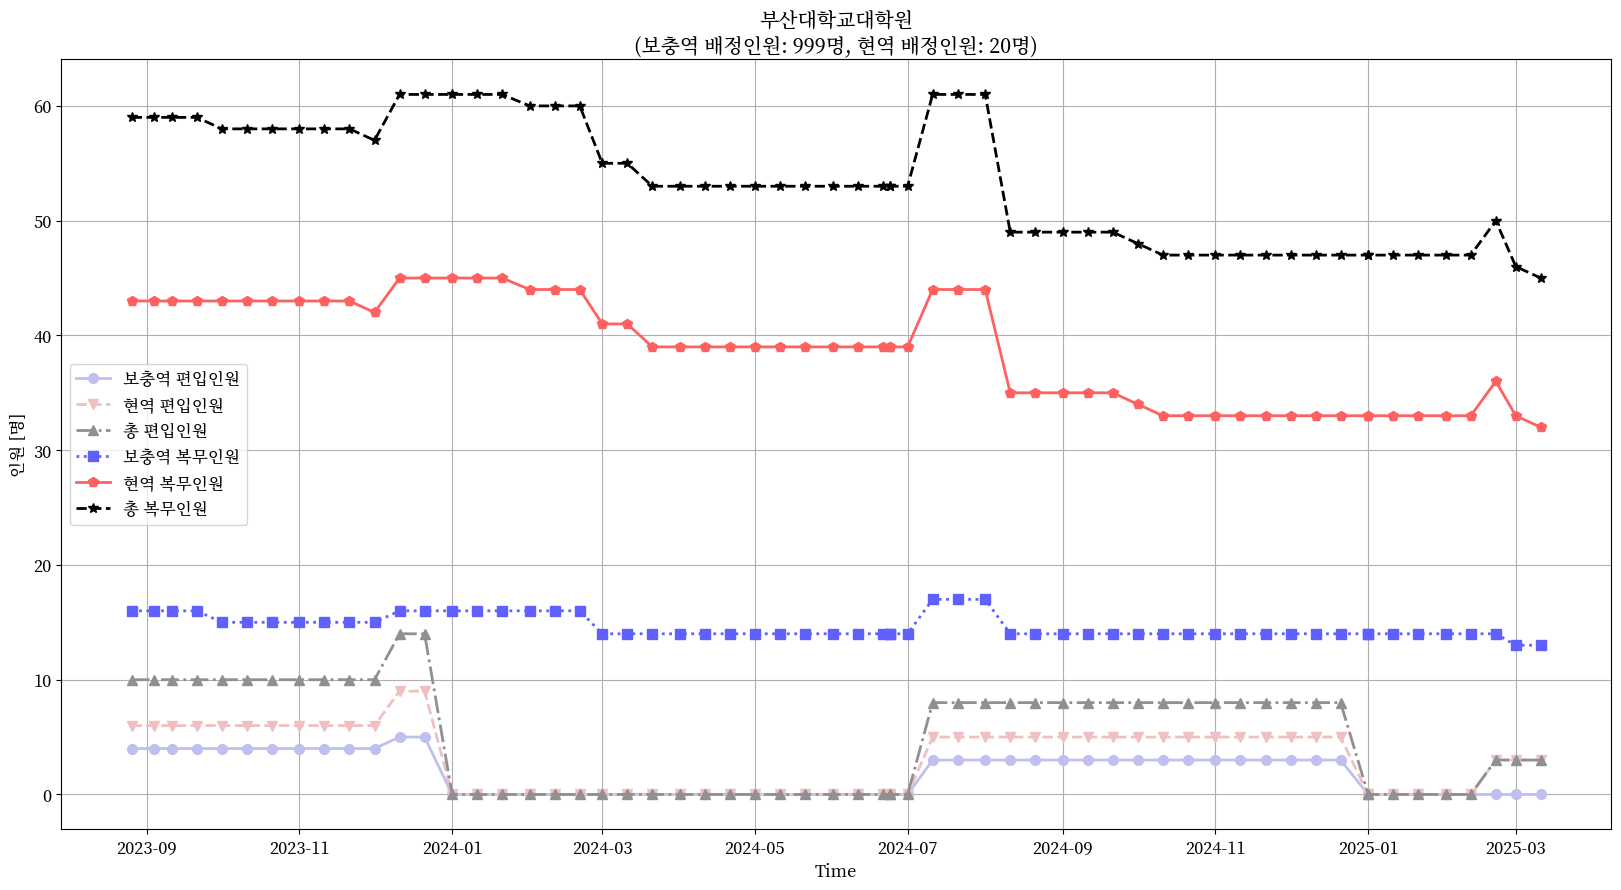 부산대학교대학원
(보충역 배정인원: 999명, 현역 배정인원: 20명)
60
50
40
30
20
10
0
인원 [명]
보충역 편입인원
현역 편입인원
총 편입인원
보충역 복무인원
현역 복무인원
총 복무인원
2023-09 2023-11 2024-01 2024-03 2024-05 2024-07 2024-09 2024-11 2025-01 2025-03
Time